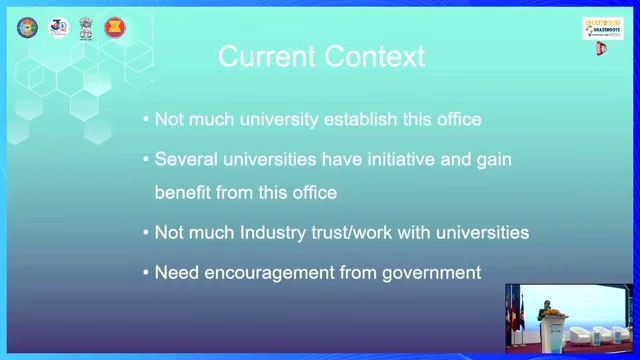 Current Context
• Not much university establish this office
• Several universities have initiative and gain
benefit from this office
• Not much Industry trust/work with universities
• Need encouragement from government
GRASSROOTS